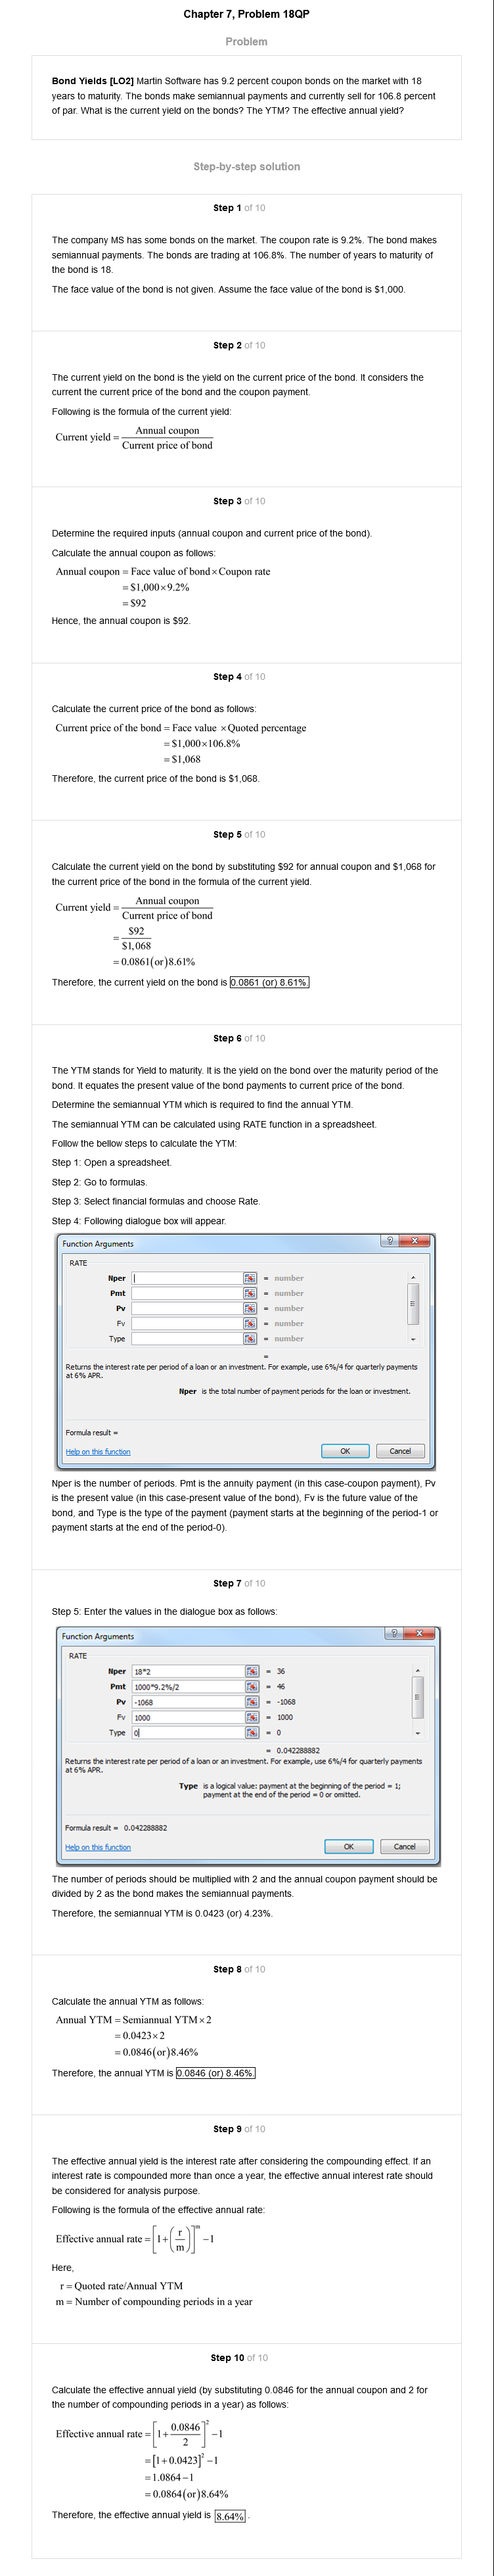 Chapter 7, Problem 18QP
Problem
Bond Yields [LO2] Martin Software has 9.2 percent coupon bonds on the market with 18
years to maturity. The bonds make semiannual payments and currently sell for 106.8 percent
of par. What is the current yield on the bonds? The YTM? The effective annual yield?
Step-by-step solution
Step 1 of 10
The company MS has some bonds on the market. The coupon rate is 9.2%. The bond makes
semiannual payments. The bonds are trading at 106.8%. The number of years to maturity of
the bond is 18.
The face value of the bond is not given. Assume the face value of the bond is $1,000.
Step 2 of 10
The current yield on the bond is the yield on the current price of the bond. It considers the
current the current price of the bond and the coupon payment.
Following is the formula of the current yield:
Current yield = Annual coupon
Current price of bond
Step 3 of 10
Determine the required inputs (annual coupon and current price of the bond).
Calculate the annual coupon as follows:
Annual coupon = Face value of bond × Coupon rate
= $1,000 × 9.2%
= $92
Hence, the annual coupon is $92.
Step 4 of 10
Calculate the current price of the bond as follows:
Current price of the bond = Face value × Quoted percentage
= $1,000 × 106.8%
= $1,068
Therefore, the current price of the bond is $1,068.
Step 5 of 10
Calculate the current yield on the bond by substituting $92 for annual coupon and $1,068 for
the current price of the bond in the formula of the current yield.
Current yield = Annual coupon
Current price of bond
= $92
$1,068
= 0.0861(or)8.61%
Therefore, the current yield on the bond is 0.0861 (or) 8.61%.
Step 6 of 10
The YTM stands for Yield to maturity. It is the yield on the bond over the maturity period of the
bond. It equates the present value of the bond payments to current price of the bond.
Determine the semiannual YTM which is required to find the annual YTM.
The semiannual YTM can be calculated using RATE function in a spreadsheet.
Follow the bellow steps to calculate the YTM:
Step 1: Open a spreadsheet.
Step 2: Go to formulas.
Step 3: Select financial formulas and choose Rate.
Step 4: Following dialogue box will appear.
Function Arguments
RATE
Nper = number
Pmt = number
Pv = number
Fv = number
Type = number
=
Returns the interest rate per period of a loan or an investment. For example, use 6%/4 for quarterly payments
at 6% APR.
Nper is the total number of payment periods for the loan or investment.
Formula result =
Help on this function OK Cancel
Nper is the number of periods. Pmt is the annuity payment (in this case-coupon payment), Pv
is the present value (in this case-present value of the bond), Fv is the future value of the
bond, and Type is the type of the payment (payment starts at the beginning of the period-1 or
payment starts at the end of the period-0).
Step 7 of 10
Step 5: Enter the values in the dialogue box as follows:
Function Arguments
RATE
Nper 18*2 = 36
Pmt 1000*9.2%/2 = 46
Pv -1068 = -1068
Fv 1000 = 1000
Type 0 = 0
= 0.042288882
Returns the interest rate per period of a loan or an investment. For example, use 6%/4 for quarterly payments
at 6% APR.
Type is a logical value: payment at the beginning of the period = 1;
payment at the end of the period = 0 or omitted.
Formula result = 0.042288882
Help on this function OK Cancel
The number of periods should be multiplied with 2 and the annual coupon payment should be
divided by 2 as the bond makes the semiannual payments.
Therefore, the semiannual YTM is 0.0423 (or) 4.23%.
Step 8 of 10
Calculate the annual YTM as follows:
Annual YTM = Semiannual YTM × 2
= 0.0423 × 2
= 0.0846(or)8.46%
Therefore, the annual YTM is 0.0846 (or) 8.46%.
Step 9 of 10
The effective annual yield is the interest rate after considering the compounding effect. If an
interest rate is compounded more than once a year, the effective annual interest rate should
be considered for analysis purpose.
Following is the formula of the effective annual rate:
Effective annual rate = [1+(r/m)]^m −1
Here,
r = Quoted rate/Annual YTM
m = Number of compounding periods in a year
Step 10 of 10
Calculate the effective annual yield (by substituting 0.0846 for the annual coupon and 2 for
the number of compounding periods in a year) as follows:
Effective annual rate = [1+ 0.0846/2]^2 −1
= [1+0.0423]^2 −1
= 1.0864−1
= 0.0864(or)8.64%
Therefore, the effective annual yield is 8.64%.